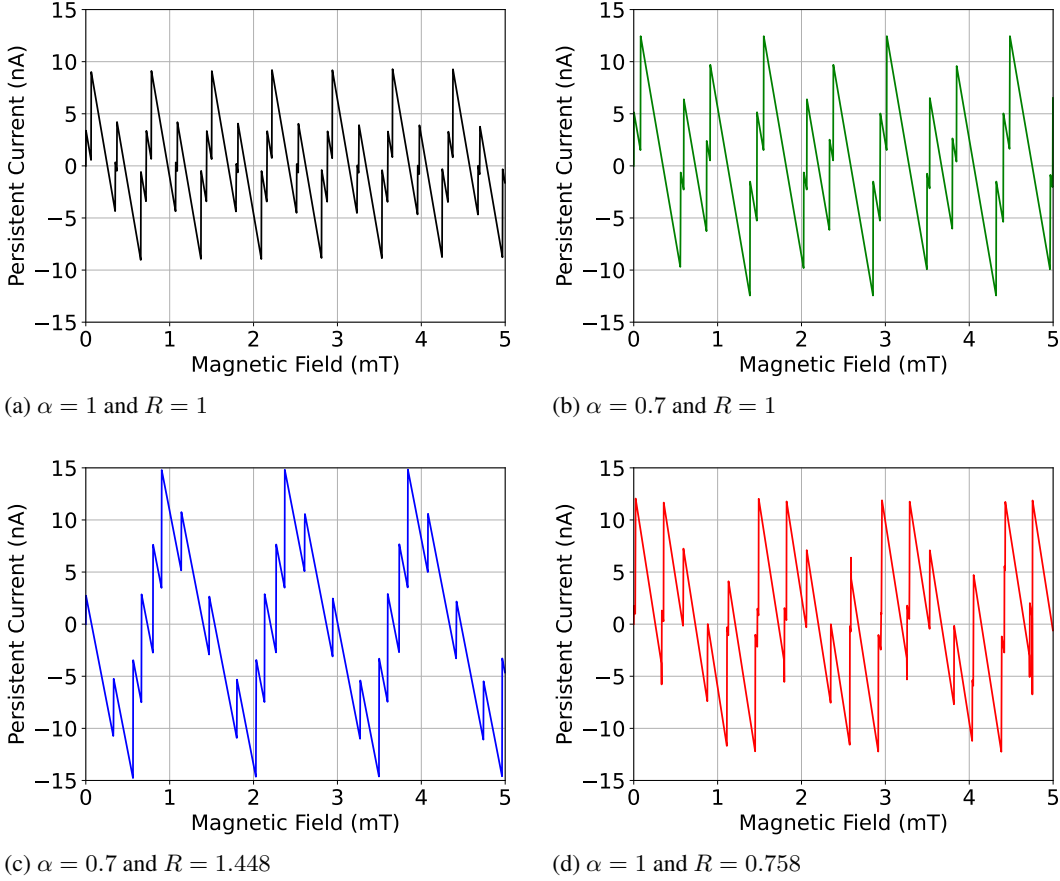 15
10
5
0
−5
−10
−15
0 1 2 3 4 5
Persistent Current (nA)
Magnetic Field (mT)
(a) α = 1 and R = 1
15
10
5
0
−5
−10
−15
0 1 2 3 4 5
Persistent Current (nA)
Magnetic Field (mT)
(b) α = 0.7 and R = 1
15
10
5
0
−5
−10
−15
0 1 2 3 4 5
Persistent Current (nA)
Magnetic Field (mT)
(c) α = 0.7 and R = 1.448
15
10
5
0
−5
−10
−15
0 1 2 3 4 5
Persistent Current (nA)
Magnetic Field (mT)
(d) α = 1 and R = 0.758